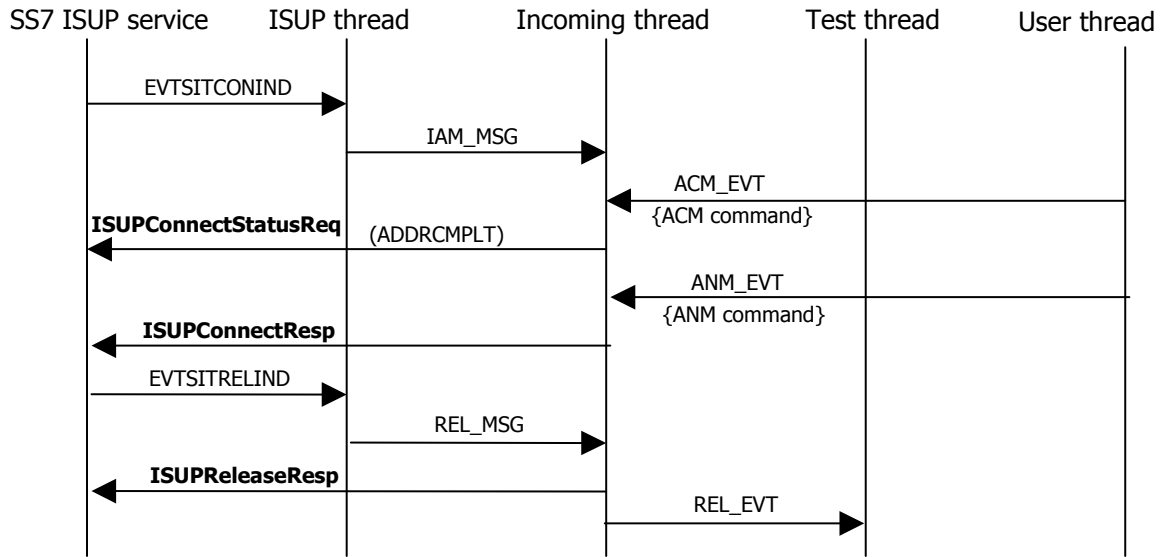 SS7 ISUP service ISUP thread Incoming thread Test thread User thread
EVTSITCONIND
IAM_MSG
ACM_EVT
{ACM command}
ISUPConnectStatusReq (ADDRCMPLT)
ANM_EVT
{ANM command}
ISUPConnectResp
EVTSITRELIND
REL_MSG
ISUPReleaseResp
REL_EVT